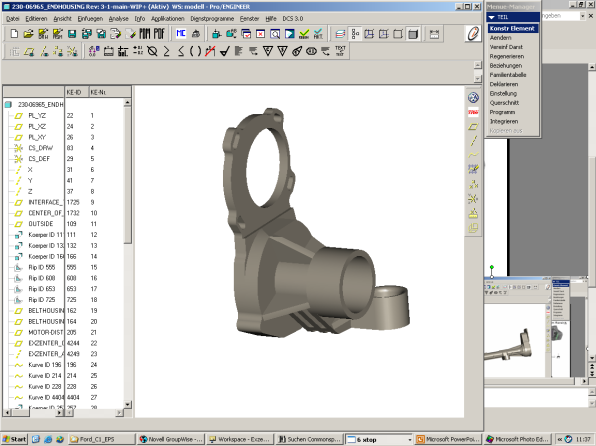 230-06965_ENDHOUSING Rev: 3-1-main-WIP+ (Aktiv) WS: modell - Pro/ENGINEER
Datei Editieren Ansicht Einfügen Analyse Info Applikationen Dienstprogramme Fenster Hilfe DCS 3.0
KE-ID KE-Nr.
230-06965_ENDH
PL_YZ 22 1
PL_XZ 24 2
PL_XY 26 3
CS_DRW 83 4
CS_DEF 29 5
X 31 6
Y 41 7
Z 37 8
INTERFACE_ 1725 9
CENTER_OF_ 1732 10
OUTSIDE 109 11
Koerper ID 11 111 12
Koerper ID 13 132 13
Koerper ID 16 166 14
Rip ID 555 555 15
Rip ID 608 608 16
Rip ID 653 653 17
Rip ID 725 725 18
BELTHOUSIN 162 19
BELTHOUSIN 164 20
MOTOR-DIST 205 21
EXZENTER_ 4244 22
EXZENTER_ 4249 23
Kurve ID 196 196 24
Kurve ID 214 214 25
Kurve ID 228 228 26
Kurve ID 4404 4404 27
Menue-Manager
TEIL
Konstr Element
Aendern
Vereinf Darst
Regenerieren
Beziehungen
Familientabelle
Deklarieren
Einstellung
Querschnitt
Programm
Integrieren
Kopieren aus
Start
Ford_C1_EPS
Novell GroupWise - ...
Workspace - Exze...
Suchen Commonsp...
6 xtop
Microsoft PowerPoi...
Microsoft Photo Ed...
11:37